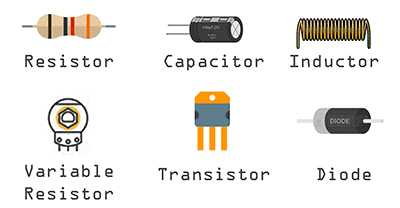 Resistor
Capacitor
Inductor
DIODE
Variable
Resistor
Transistor
Diode